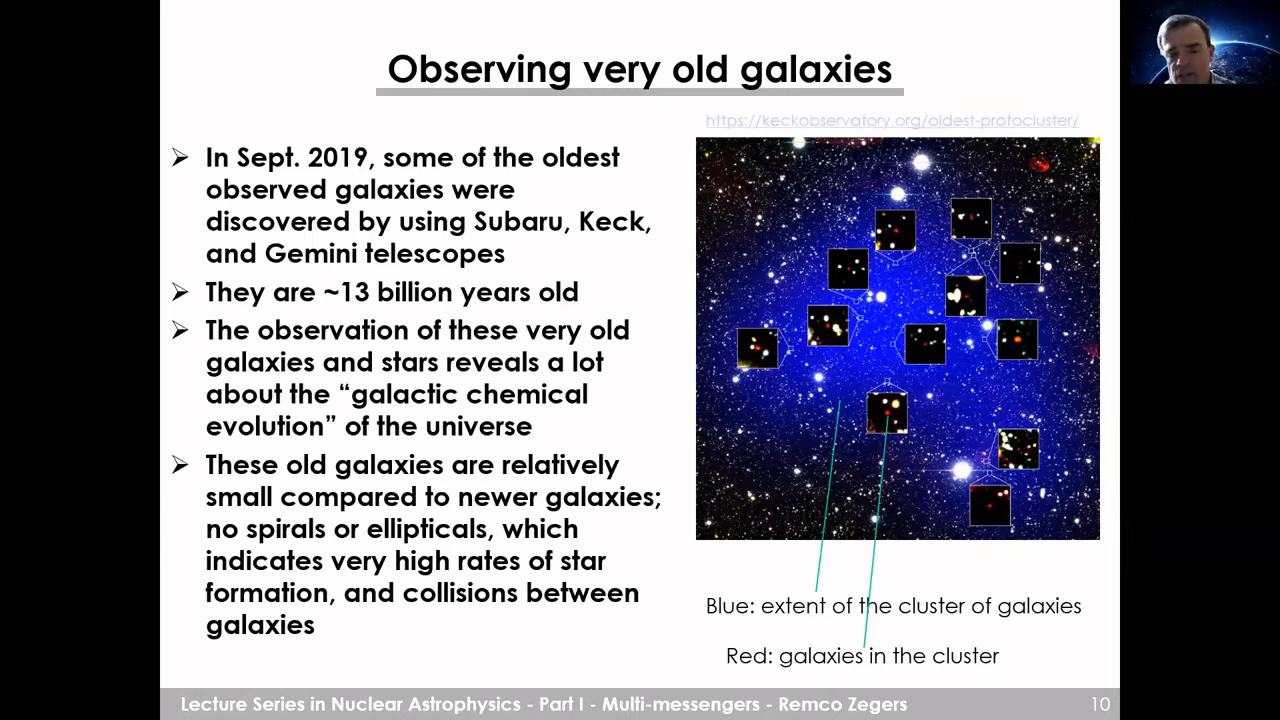 Observing very old galaxies
https://keckobservatory.org/oldest-protocluster/
➢ In Sept. 2019, some of the oldest
observed galaxies were
discovered by using Subaru, Keck,
and Gemini telescopes
➢ They are ~13 billion years old
➢ The observation of these very old
galaxies and stars reveals a lot
about the “galactic chemical
evolution” of the universe
➢ These old galaxies are relatively
small compared to newer galaxies;
no spirals or ellipticals, which
indicates very high rates of star
formation, and collisions between
galaxies
Blue: extent of the cluster of galaxies
Red: galaxies in the cluster
Lecture Series in Nuclear Astrophysics - Part I - Multi-messengers - Remco Zegers
10